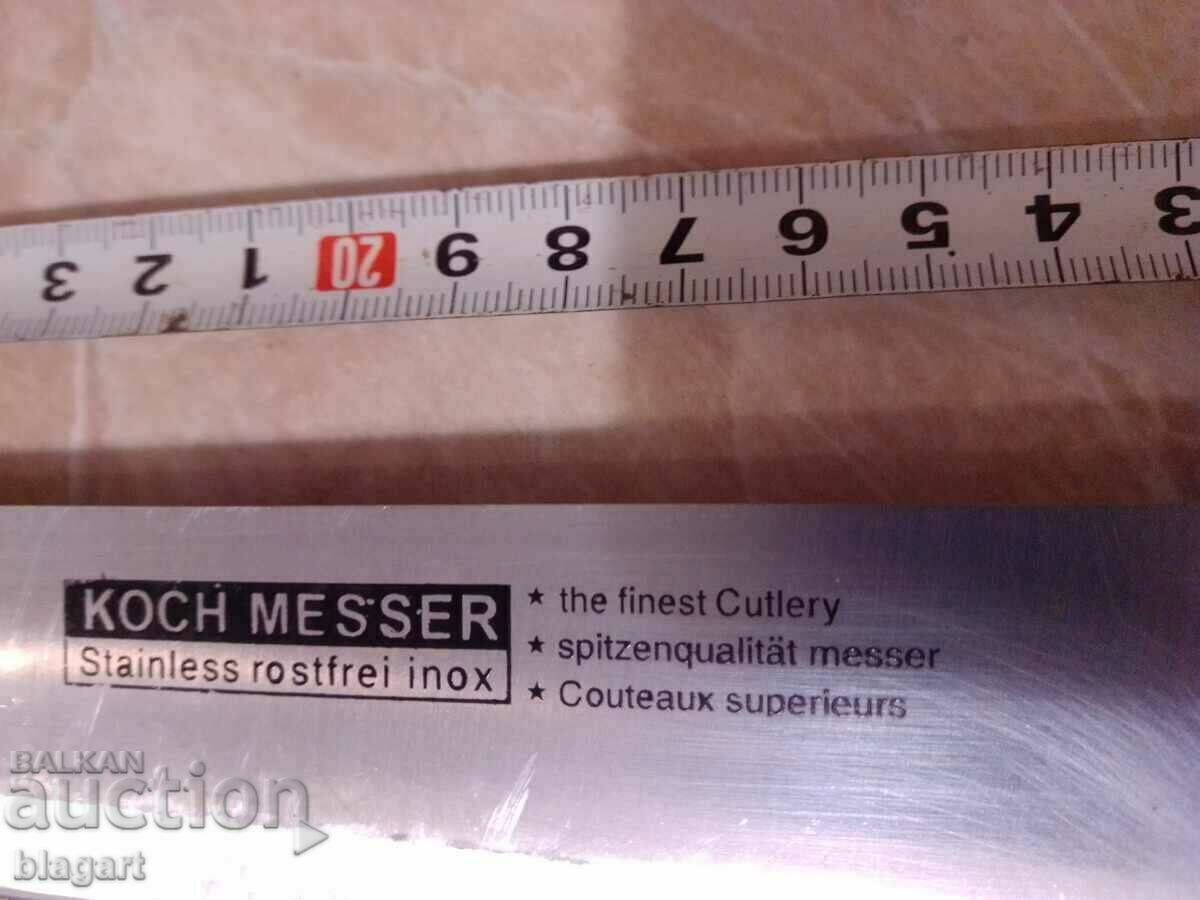 3 2 1 20 9 8 7 6 5 4 3
KOCH MESSER
Stainless rostfrei inox
★ the finest Cutlery
★ spitzenqualität messer
★ Couteaux superieurs
BALKAN
auction
blagart